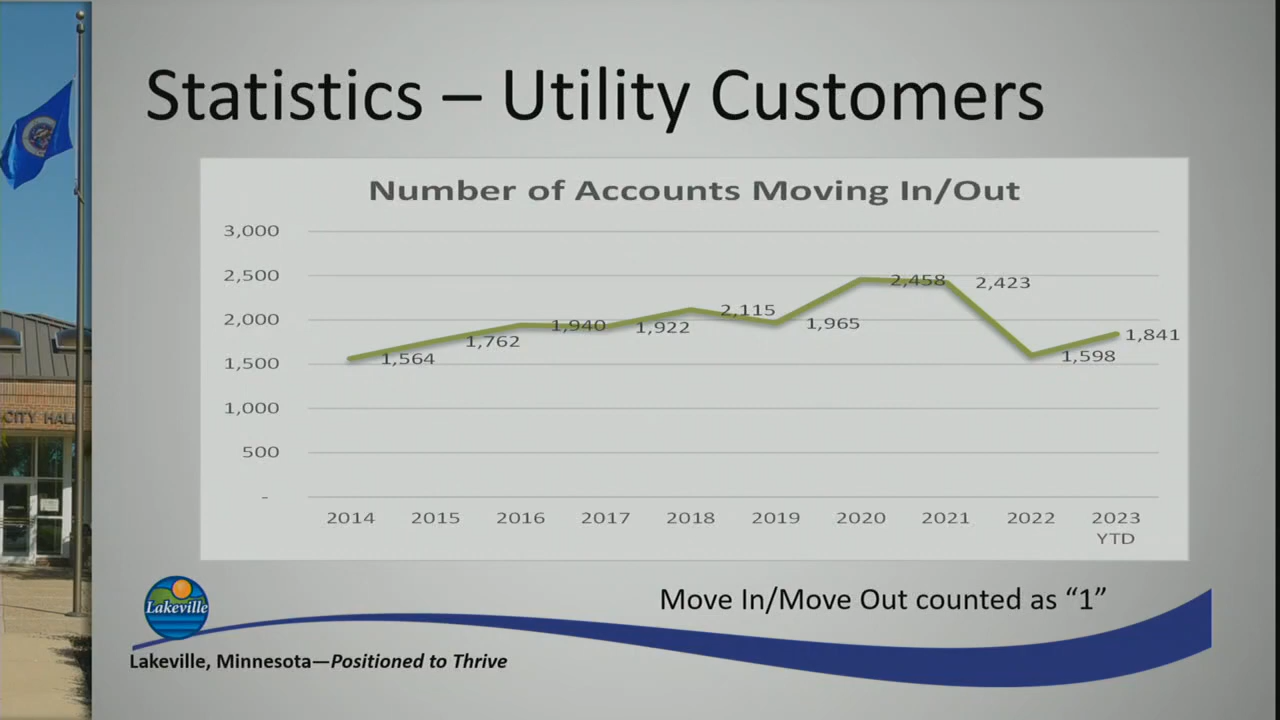 Statistics – Utility Customers
Number of Accounts Moving In/Out
3,000
2,500
2,000
1,500
1,000
500
-
1,564
1,762
1,940
1,922
2,115
1,965
2,458
2,423
1,598
1,841
2014 2015 2016 2017 2018 2019 2020 2021 2022 2023
YTD
Move In/Move Out counted as “1”
Lakeville
Lakeville, Minnesota—Positioned to Thrive
CITY HALL